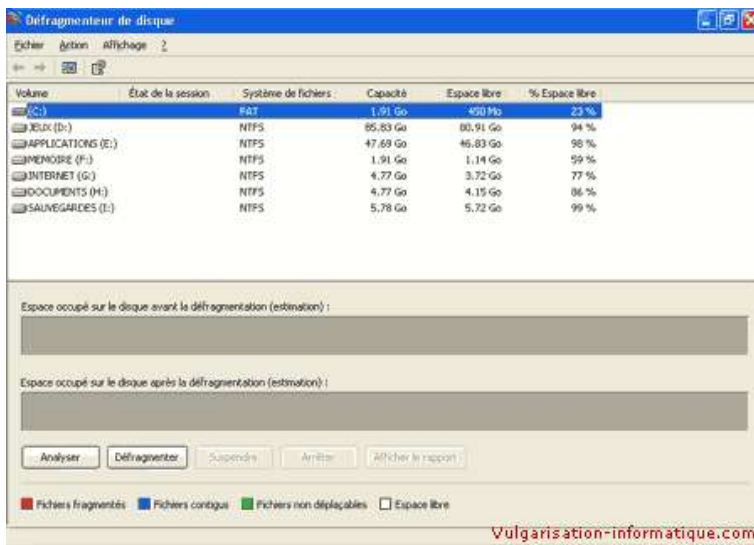 Défragmenteur de disque
Fichier Action Affichage ?
Volume État de la session Système de fichiers Capacité Espace libre % Espace libre
(C:) FAT 1.91 Go 450 Mo 23 %
JEUX (D:) NTFS 85.83 Go 80.91 Go 94 %
APPLICATIONS (E:) NTFS 47.69 Go 46.83 Go 98 %
MEMOIRE (F:) NTFS 1.91 Go 1.14 Go 59 %
INTERNET (G:) NTFS 4.77 Go 3.72 Go 77 %
DOCUMENTS (H:) NTFS 4.77 Go 4.15 Go 86 %
SAUVEGARDES (I:) NTFS 5.78 Go 5.72 Go 99 %
Espace occupé sur le disque avant la défragmentation (estimation) :
Espace occupé sur le disque après la défragmentation (estimation) :
Analyser Défragmenter Suspendre Arrêter Afficher le rapport
Fichiers fragmentés Fichiers contigus Fichiers non déplaçables Espace libre
Vulgarisation-informatique.com